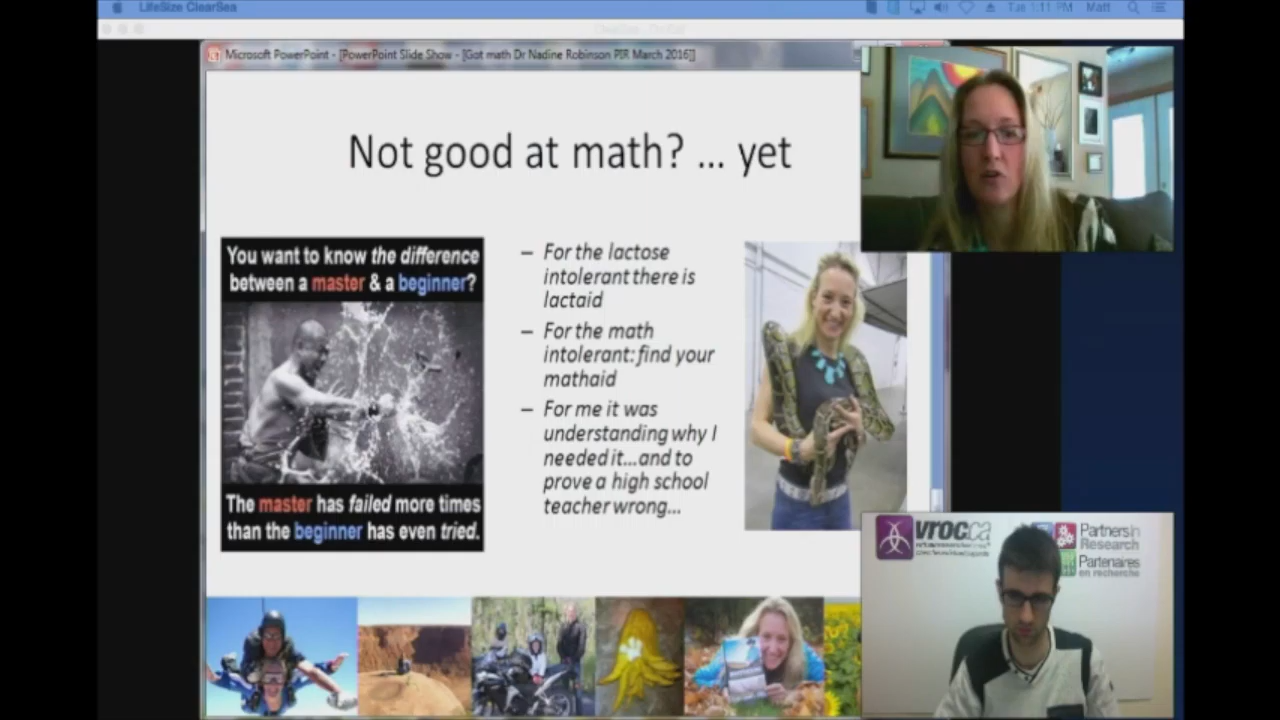 LifeSize ClearSea
Tue 1:11 PM Matt
Microsoft PowerPoint - [PowerPoint Slide Show - [Got math Dr Nadine Robinson PIR March 2016]]
Not good at math? ... yet
You want to know the difference
between a master & a beginner?
The master has failed more times
than the beginner has even tried.
– For the lactose
intolerant there is
lactaid
– For the math
intolerant: find your
mathaid
– For me it was
understanding why I
needed it...and to
prove a high school
teacher wrong...
vroc.ca
Partners in
Research
Partenaires
en recherche